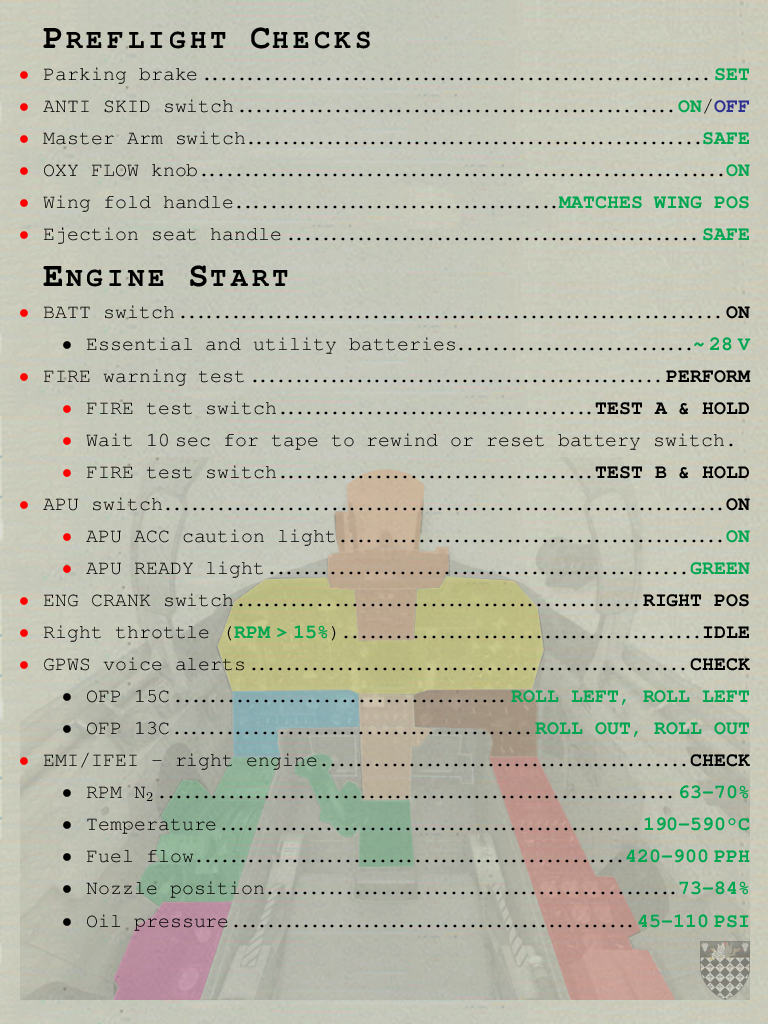 PREFLIGHT CHECKS
• Parking brake........................................................ SET
• ANTI SKID switch.................................................. ON/OFF
• Master Arm switch.................................................. SAFE
• OXY FLOW knob........................................................ ON
• Wing fold handle................................... MATCHES WING POS
• Ejection seat handle............................................... SAFE
ENGINE START
• BATT switch........................................................... ON
• Essential and utility batteries........................... ~28 V
• FIRE warning test............................................ PERFORM
• FIRE test switch................................... TEST A & HOLD
• Wait 10 sec for tape to rewind or reset battery switch.
• FIRE test switch................................... TEST B & HOLD
• APU switch............................................................ ON
• APU ACC caution light.......................................... ON
• APU READY light.............................................. GREEN
• ENG CRANK switch............................................ RIGHT POS
• Right throttle (RPM > 15%)...................................... IDLE
• GPWS voice alerts................................................ CHECK
• OFP 15C.................................... ROLL LEFT, ROLL LEFT
• OFP 13C....................................... ROLL OUT, ROLL OUT
• EMI/IFEI – right engine........................................ CHECK
• RPM N₂......................................................... 63–70%
• Temperature.............................................. 190–590°C
• Fuel flow................................................ 420–900 PPH
• Nozzle position............................................ 73–84%
• Oil pressure........................................... 45–110 PSI